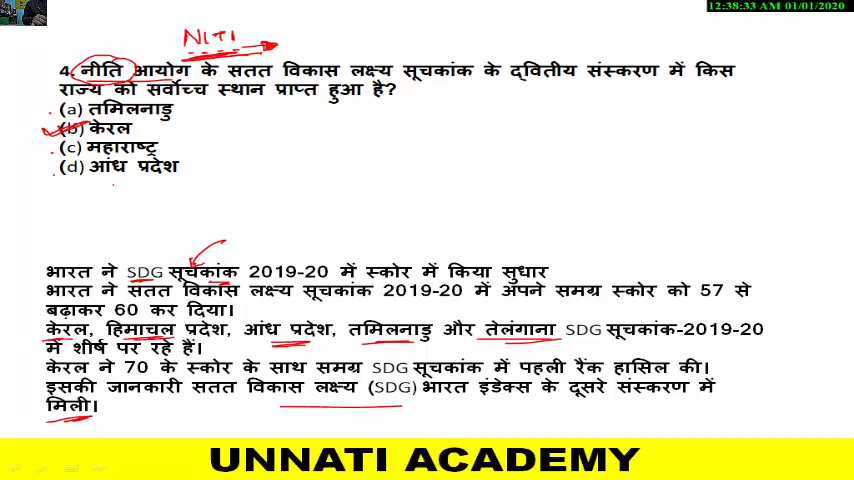 12:38:33 AM 01/01/2020
NITI
4. नीति आयोग के सतत विकास लक्ष्य सूचकांक के द्वितीय संस्करण में किस
राज्य को सर्वोच्च स्थान प्राप्त हुआ है?
(a) तमिलनाडु
(b) केरल
(c) महाराष्ट्र
(d) आंध प्रदेश
भारत ने SDG सूचकांक 2019-20 में स्कोर में किया सुधार
भारत ने सतत विकास लक्ष्य सूचकांक 2019-20 में अपने समग्र स्कोर को 57 से
बढ़ाकर 60 कर दिया।
केरल, हिमाचल प्रदेश, आंध प्रदेश, तमिलनाडु और तेलंगाना SDG सूचकांक-2019-20
में शीर्ष पर रहे हैं।
केरल ने 70 के स्कोर के साथ समग्र SDG सूचकांक में पहली रैंक हासिल की।
इसकी जानकारी सतत विकास लक्ष्य (SDG) भारत इंडेक्स के दूसरे संस्करण में
मिली।
UNNATI ACADEMY